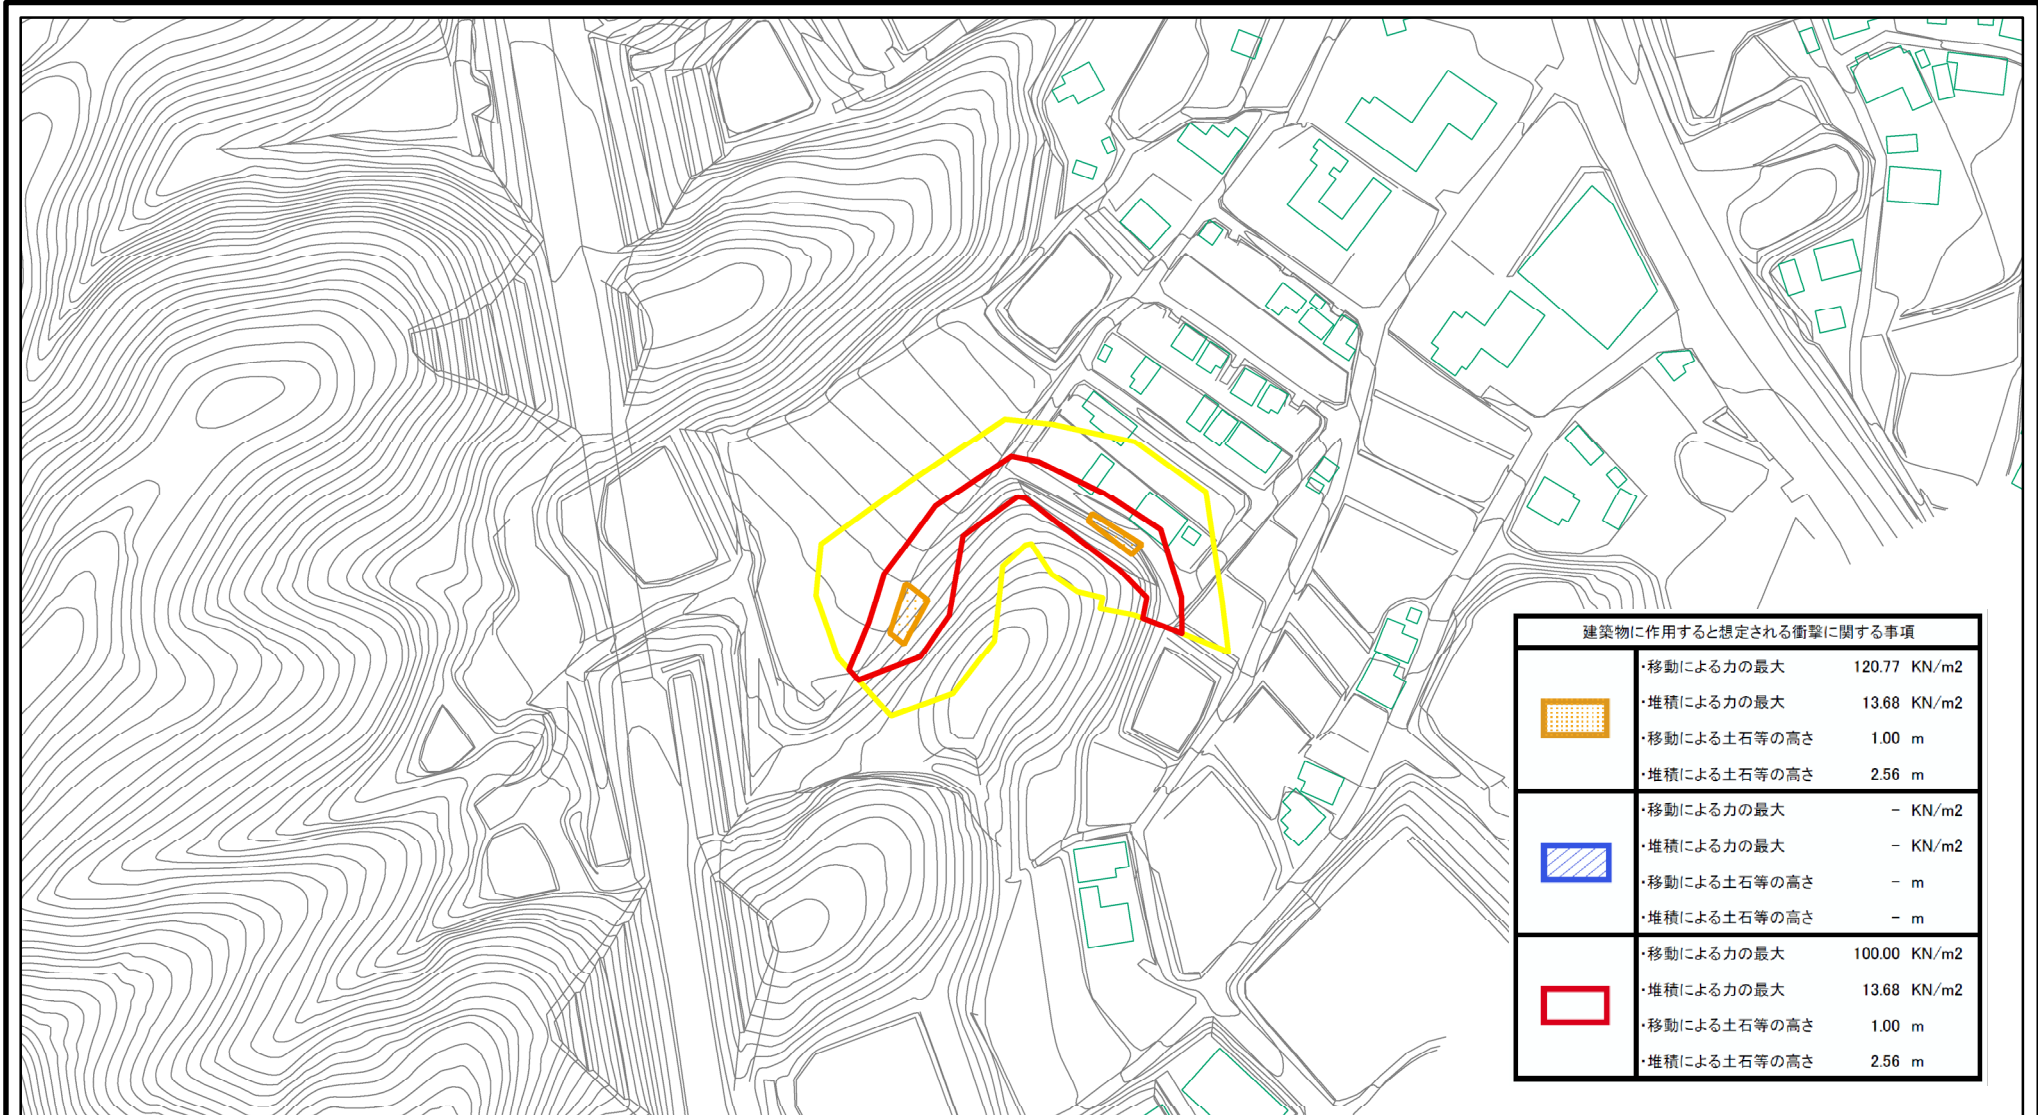 建築物に作用すると想定される衝撃に関する事項
・移動による力の最大 120.77 KN/m2
・堆積による力の最大 13.68 KN/m2
・移動による土石等の高さ 1.00 m
・堆積による土石等の高さ 2.56 m
・移動による力の最大 － KN/m2
・堆積による力の最大 － KN/m2
・移動による土石等の高さ － m
・堆積による土石等の高さ － m
・移動による力の最大 100.00 KN/m2
・堆積による力の最大 13.68 KN/m2
・移動による土石等の高さ 1.00 m
・堆積による土石等の高さ 2.56 m